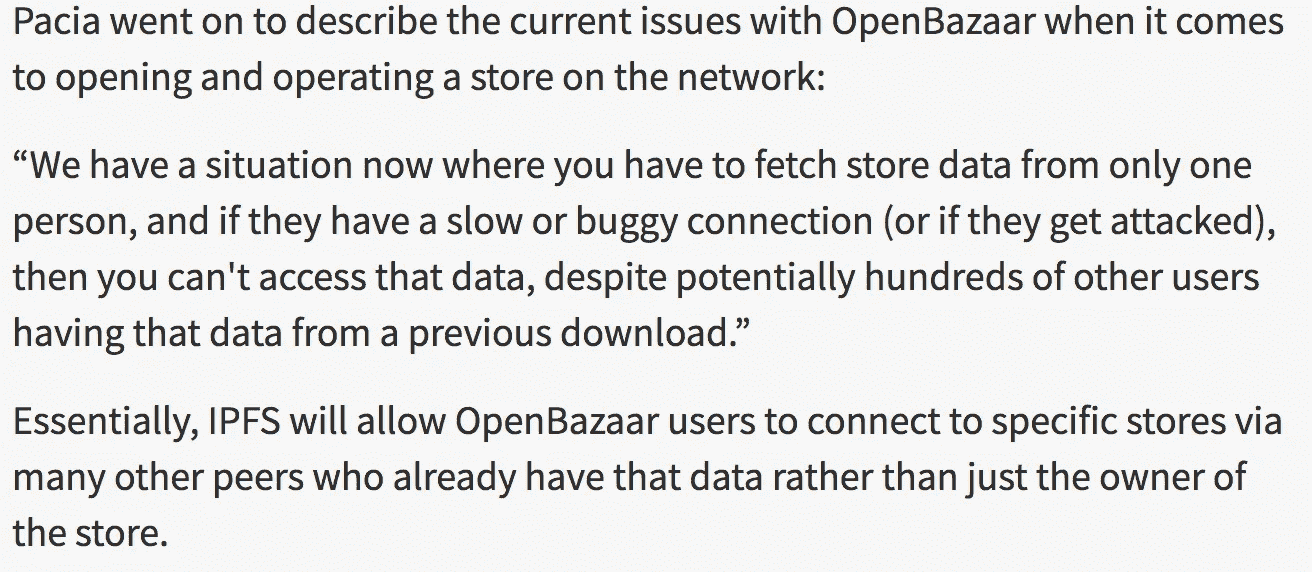 Pacia went on to describe the current issues with OpenBazaar when it comes
to opening and operating a store on the network:
“We have a situation now where you have to fetch store data from only one
person, and if they have a slow or buggy connection (or if they get attacked),
then you can't access that data, despite potentially hundreds of other users
having that data from a previous download.”
Essentially, IPFS will allow OpenBazaar users to connect to specific stores via
many other peers who already have that data rather than just the owner of
the store.